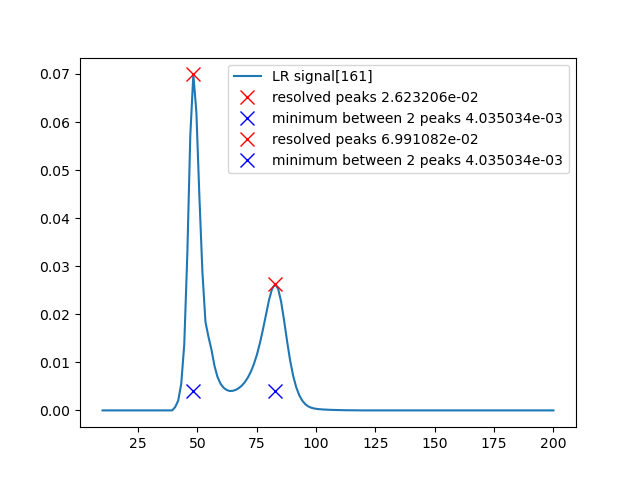 LR signal[161]
resolved peaks 2.623206e-02
minimum between 2 peaks 4.035034e-03
resolved peaks 6.991082e-02
minimum between 2 peaks 4.035034e-03
0.07
0.06
0.05
0.04
0.03
0.02
0.01
0.00
25 50 75 100 125 150 175 200